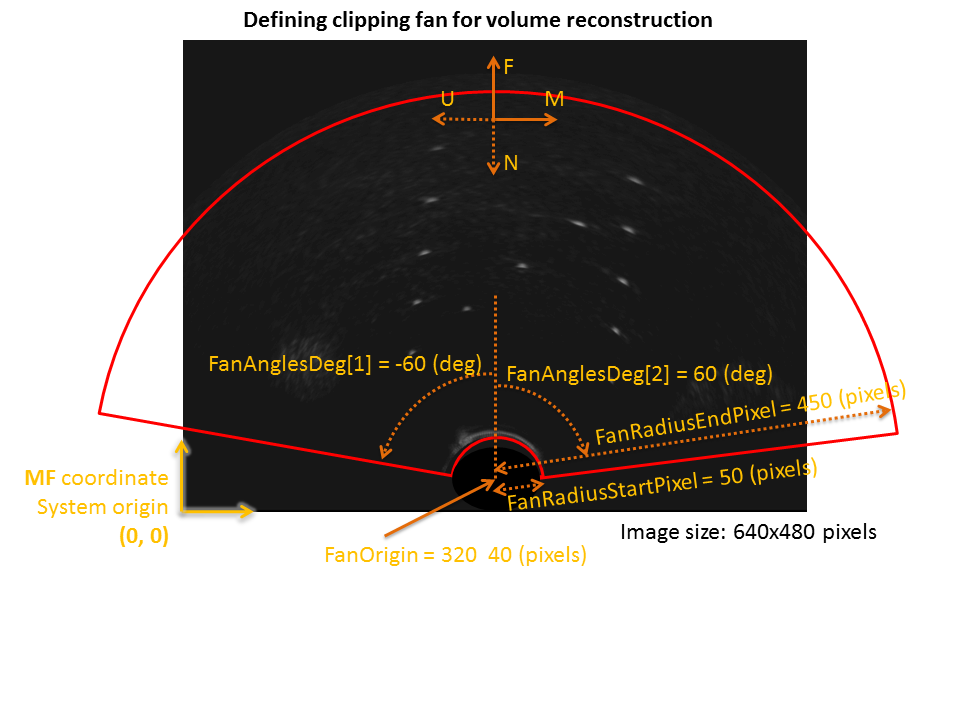 Defining clipping fan for volume reconstruction
F
U
M
N
FanAnglesDeg[1] = -60 (deg)
FanAnglesDeg[2] = 60 (deg)
FanRadiusEndPixel = 450 (pixels)
FanRadiusStartPixel = 50 (pixels)
MF coordinate
System origin
(0, 0)
Image size: 640x480 pixels
FanOrigin = 320  40 (pixels)